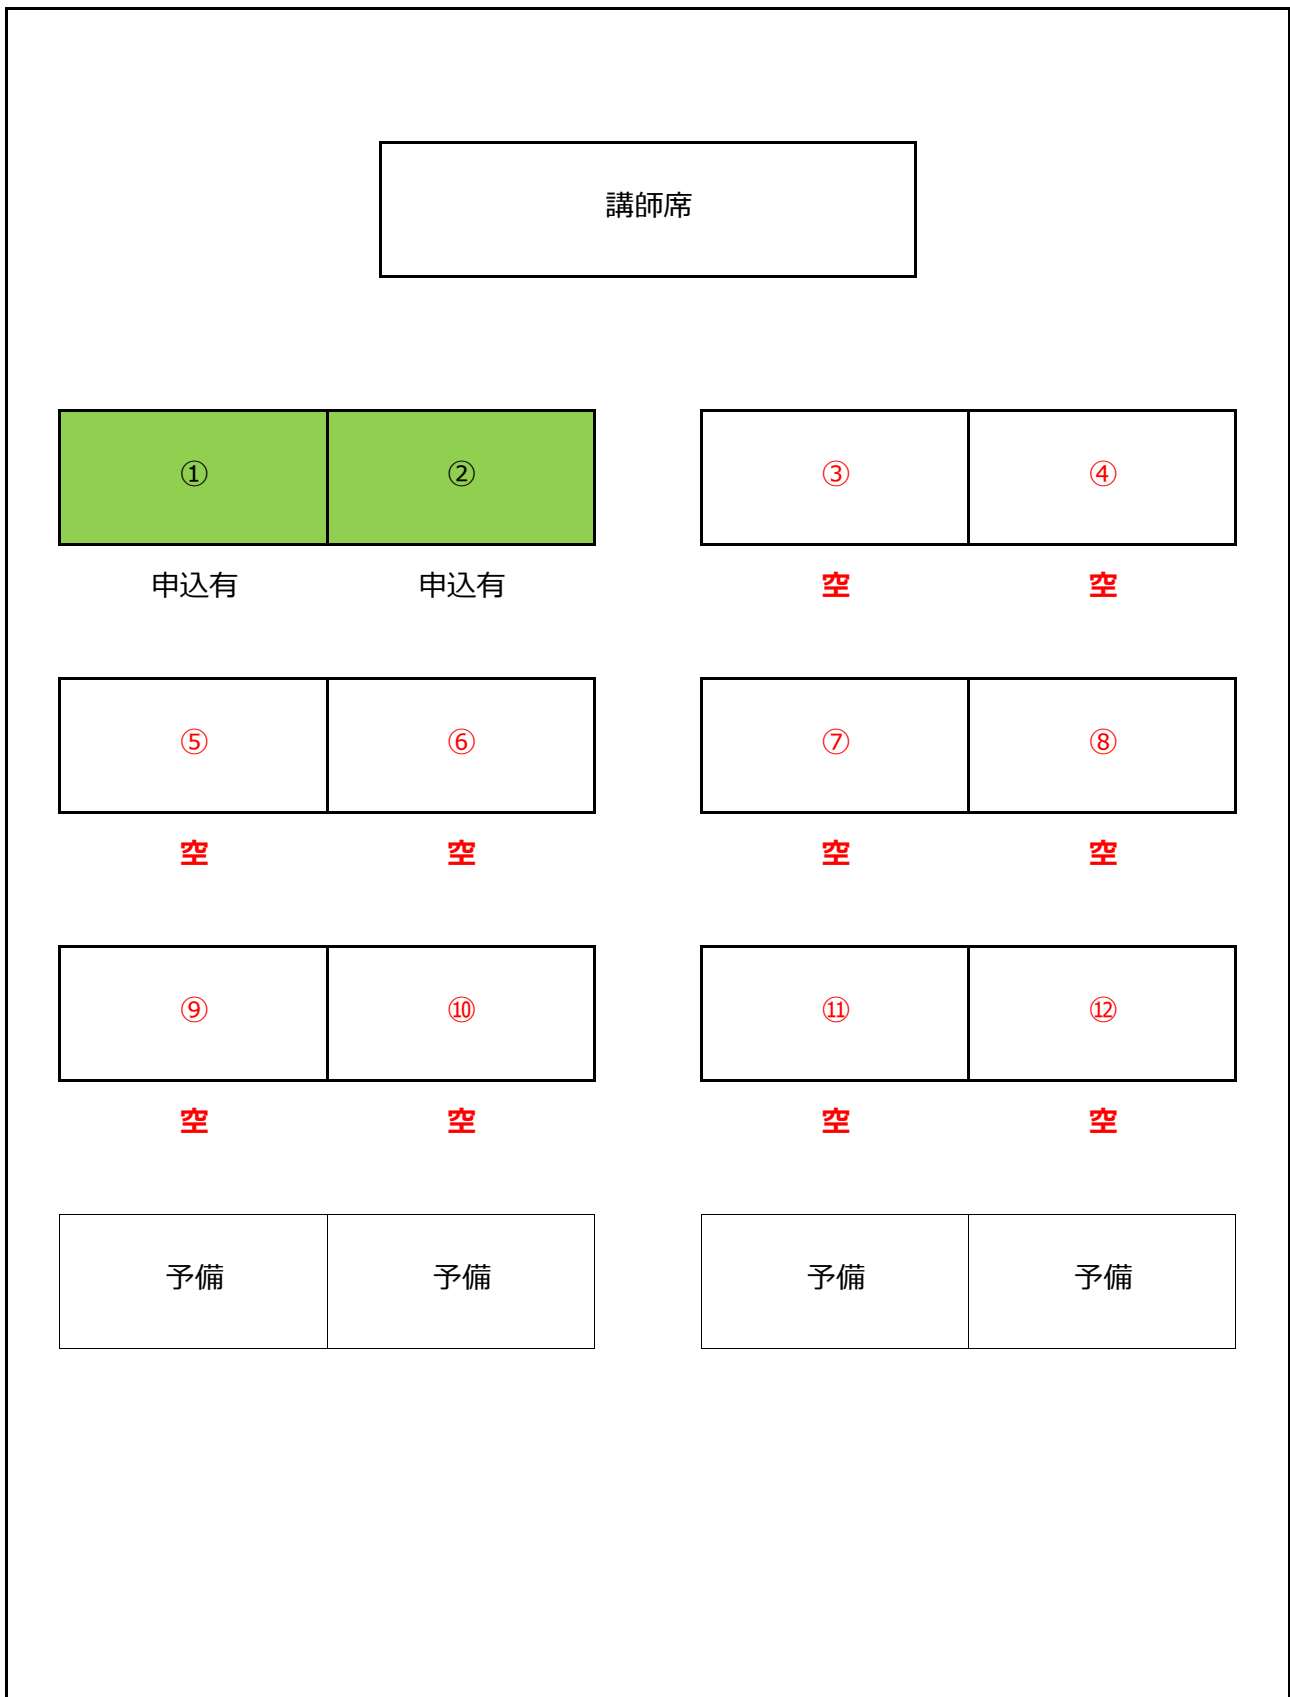 講師席
① ② ③ ④
申込有 申込有 空 空
⑤ ⑥ ⑦ ⑧
空 空 空 空
⑨ ⑩ ⑪ ⑫
空 空 空 空
予備 予備 予備 予備